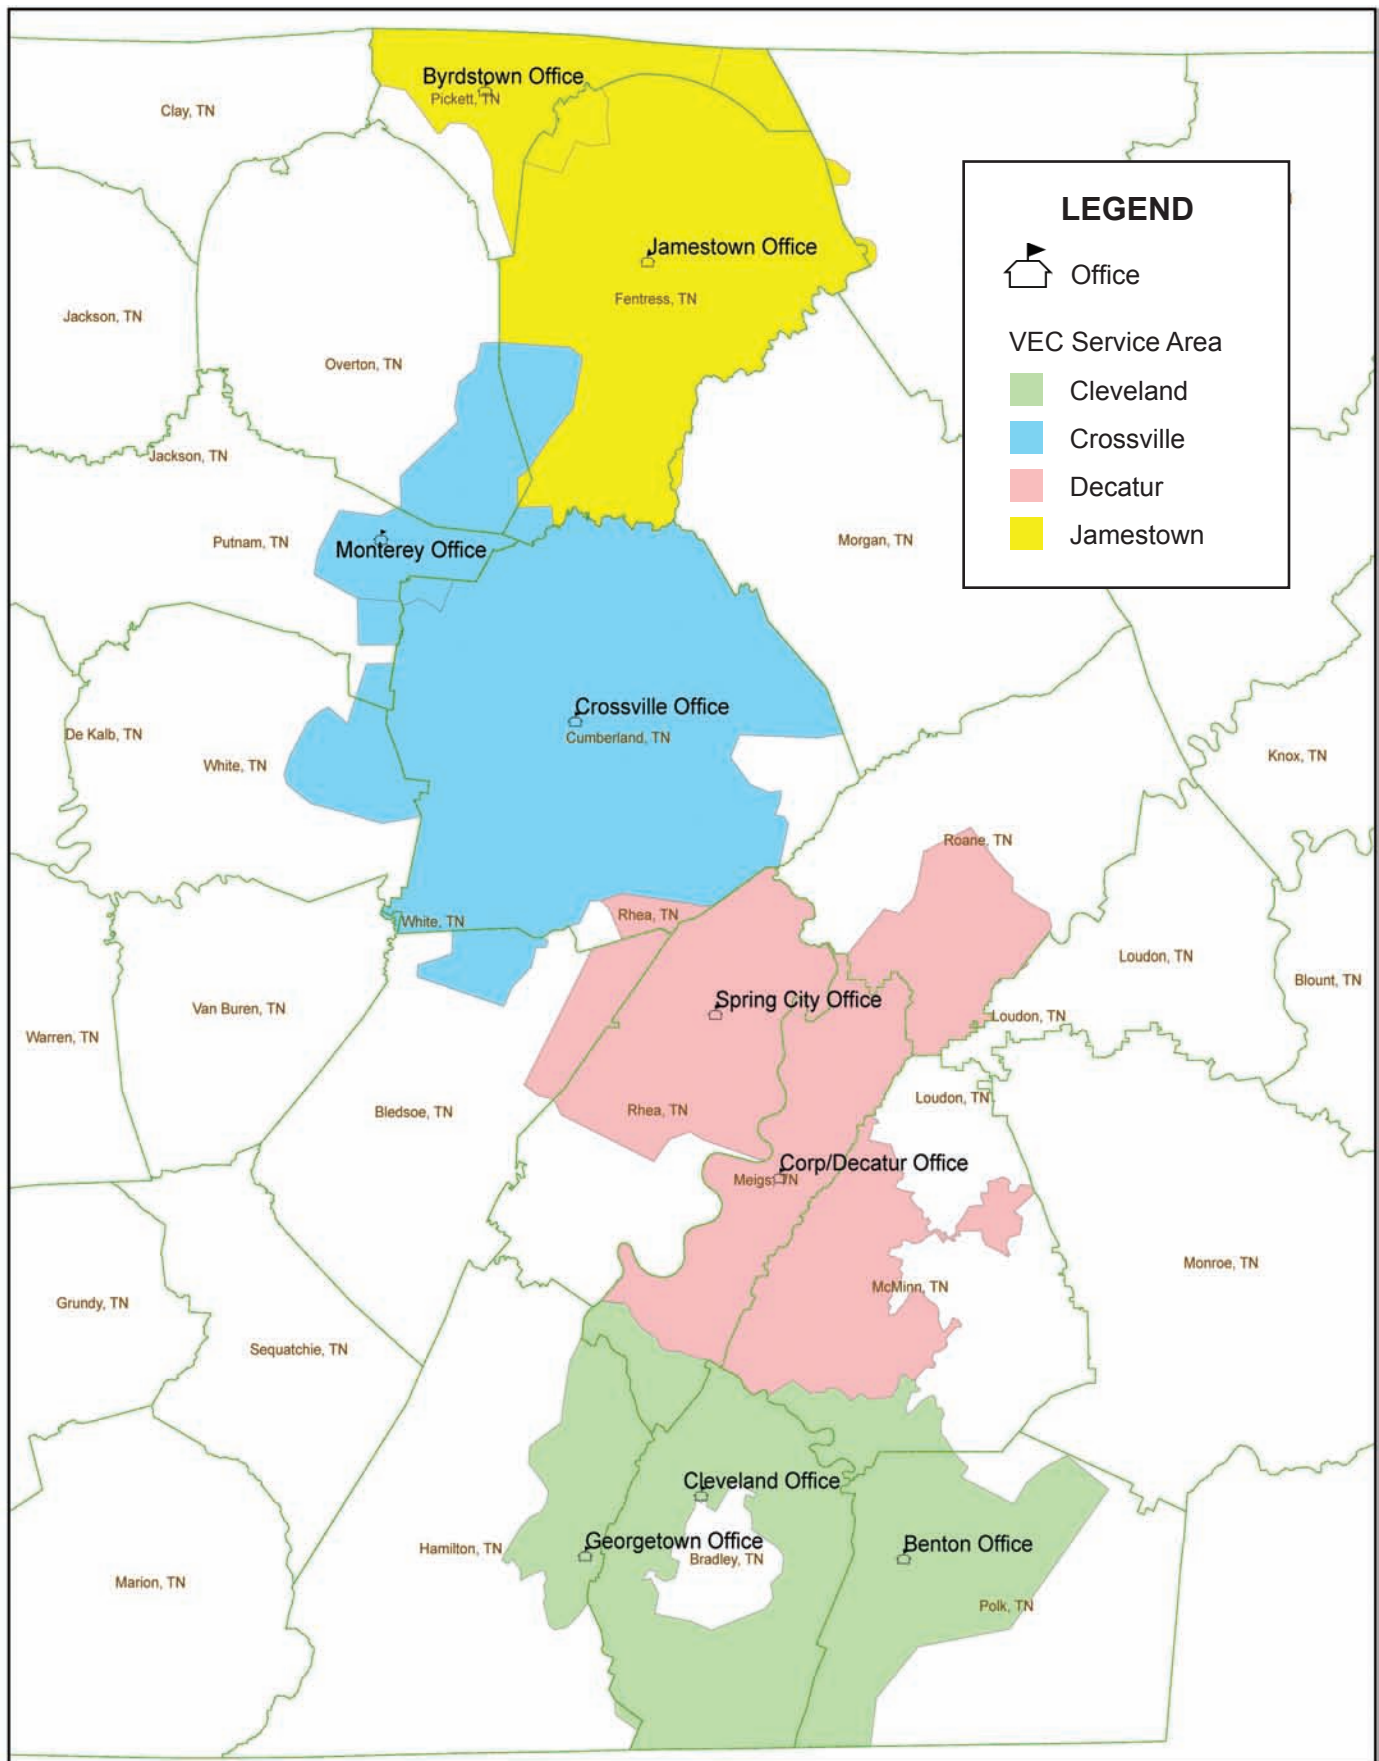 Byrdstown Office
Pickett, TN
Clay, TN
LEGEND
Office
VEC Service Area
Cleveland
Crossville
Decatur
Jamestown
Jamestown Office
Fentress, TN
Jackson, TN
Overton, TN
Jackson, TN
Putnam, TN
Monterey Office
Morgan, TN
Crossville Office
Cumberland, TN
De Kalb, TN
White, TN
Knox, TN
Roane, TN
Rhea, TN
White, TN
Loudon, TN
Blount, TN
Spring City Office
Van Buren, TN
Loudon, TN
Warren, TN
Loudon, TN
Bledsoe, TN
Rhea, TN
Corp/Decatur Office
Meigs, TN
Monroe, TN
McMinn, TN
Grundy, TN
Sequatchie, TN
Cleveland Office
Georgetown Office
Benton Office
Hamilton, TN
Bradley, TN
Marion, TN
Polk, TN